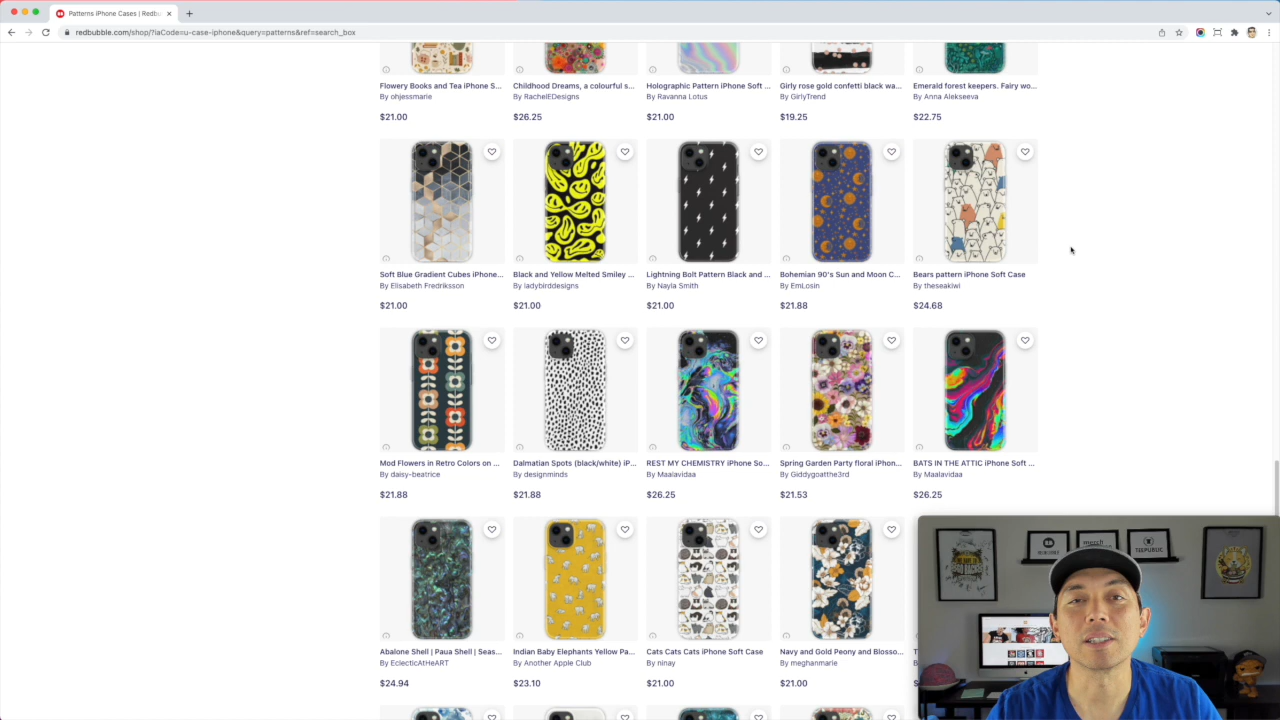 Patterns iPhone Cases | Redbu
redbubble.com/shop/?iaCode=u-case-iphone&query=patterns&ref=search_box
Flowery Books and Tea iPhone S...
Childhood Dreams, a colourful s...
Holographic Pattern iPhone Soft ...
Girly rose gold confetti black wa...
Emerald forest keepers. Fairy wo...
By ohjessmarie
By RachelEDesigns
By Ravanna Lotus
By GirlyTrend
By Anna Alekseeva
$21.00
$26.25
$21.00
$19.25
$22.75
Soft Blue Gradient Cubes iPhone...
Black and Yellow Melted Smiley ...
Lightning Bolt Pattern Black and ...
Bohemian 90's Sun and Moon C...
Bears pattern iPhone Soft Case
By Elisabeth Fredriksson
By ladybirddesigns
By Nayla Smith
By EmLosin
By theseakiwi
$21.00
$21.00
$21.00
$21.88
$24.68
Mod Flowers in Retro Colors on ...
Dalmatian Spots (black/white) iP...
REST MY CHEMISTRY iPhone So...
Spring Garden Party floral iPhon...
BATS IN THE ATTIC iPhone Soft ...
By daisy-beatrice
By designminds
By Maalavidaa
By Giddygoatthe3rd
By Maalavidaa
$21.88
$21.88
$26.25
$21.53
$26.25
Abalone Shell | Paua Shell | Seas...
Indian Baby Elephants Yellow Pa...
Cats Cats Cats iPhone Soft Case
Navy and Gold Peony and Blosso...
By EclecticAtHeART
By Another Apple Club
By ninay
By meghanmarie
$24.94
$23.10
$21.00
$21.00
merch
TEEPUBLIC